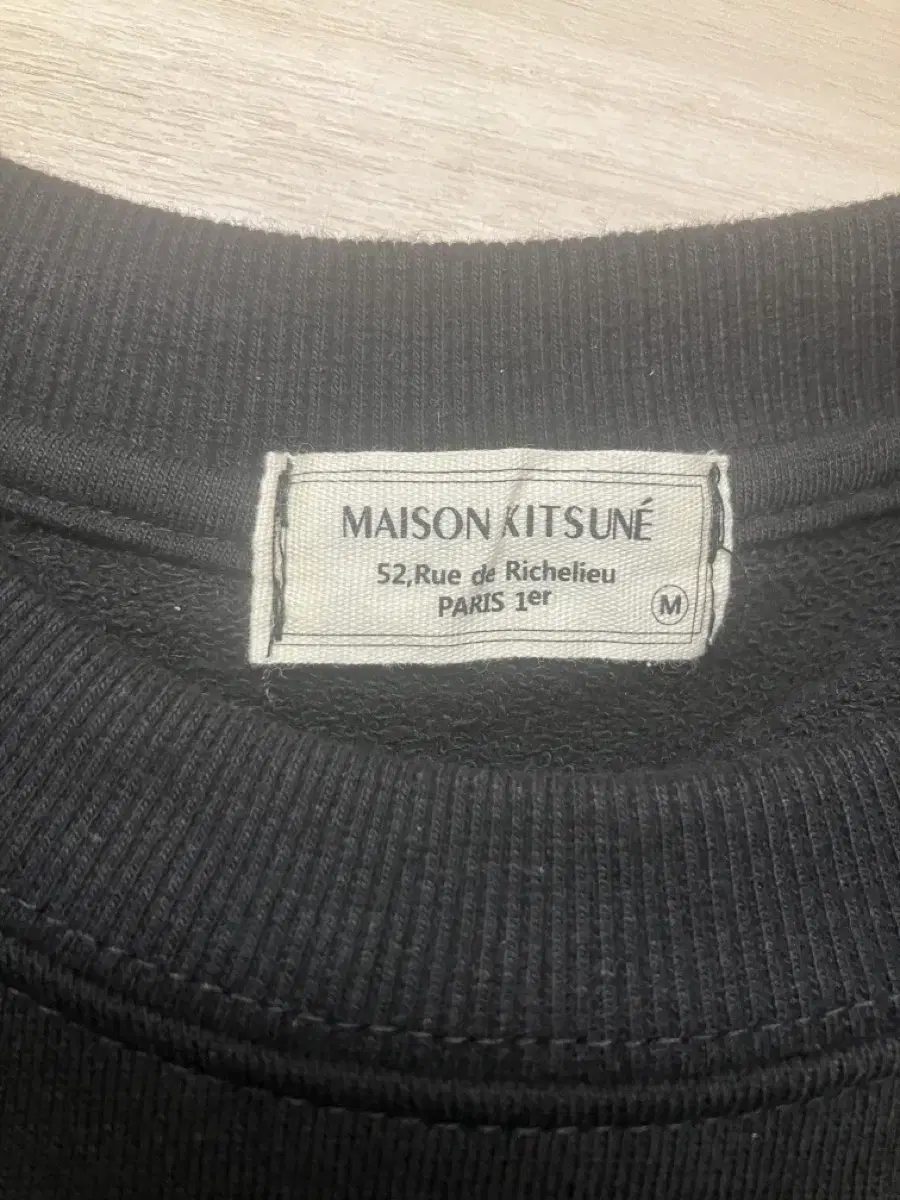 MAISON KITSUNÉ
52,Rue de Richelieu
PARIS 1er
M